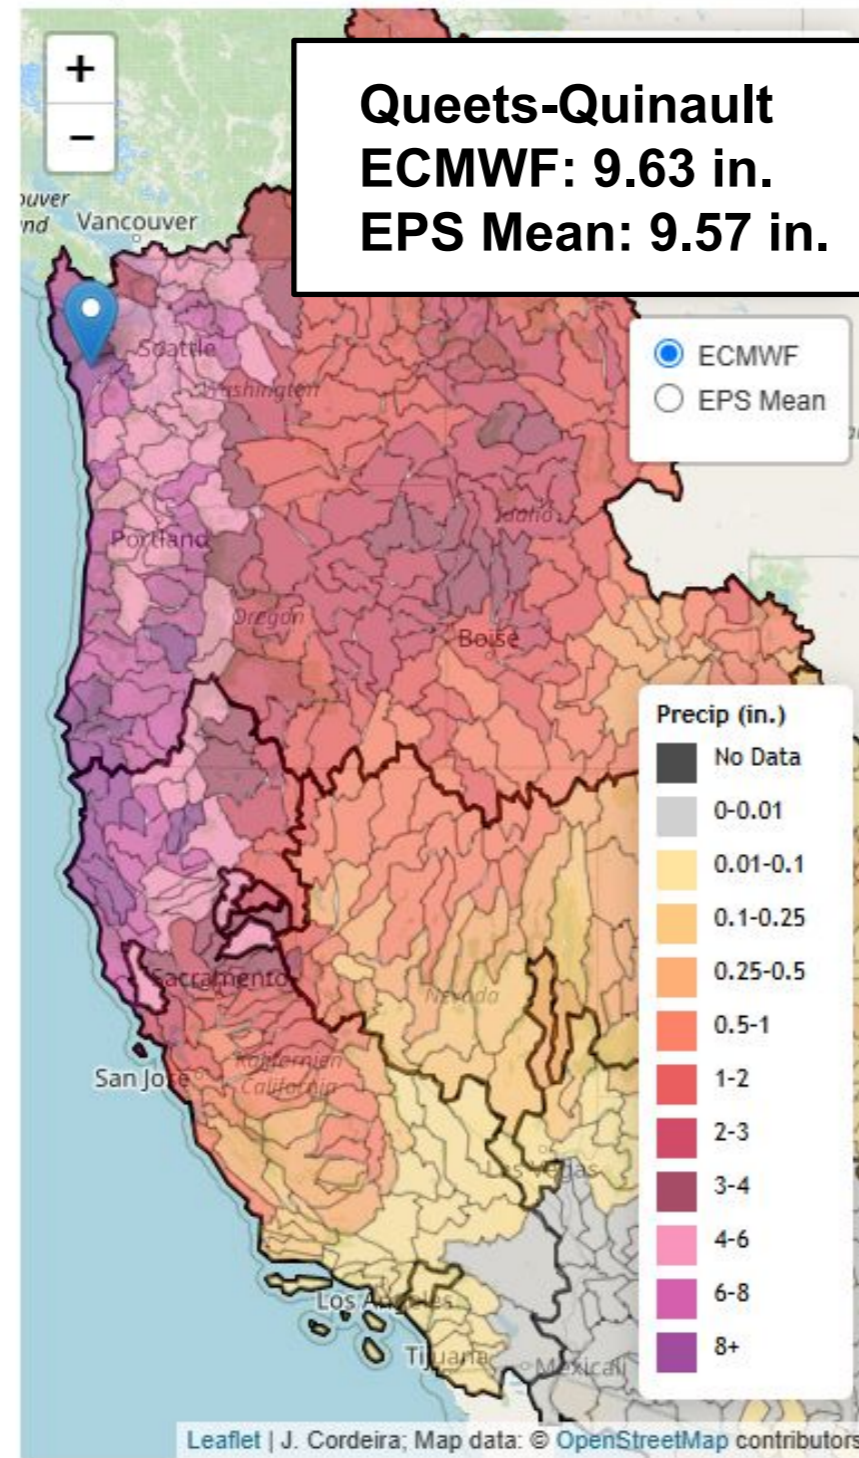 +
−
Queets-Quinault
ECMWF: 9.63 in.
EPS Mean: 9.57 in.
ouver
nd
Vancouver
ECMWF
EPS Mean
Seattle
Washington
Idaho
Portland
Oregon
Boise
Precip (in.)
No Data
0-0.01
0.01-0.1
0.1-0.25
0.25-0.5
0.5-1
1-2
2-3
3-4
4-6
6-8
8+
Sacramento
Nevada
San Jose
Kalifornien
California
Las Vegas
Los Angeles
Tijuana
Mexicali
Leaflet | J. Cordeira; Map data: © OpenStreetMap contributors